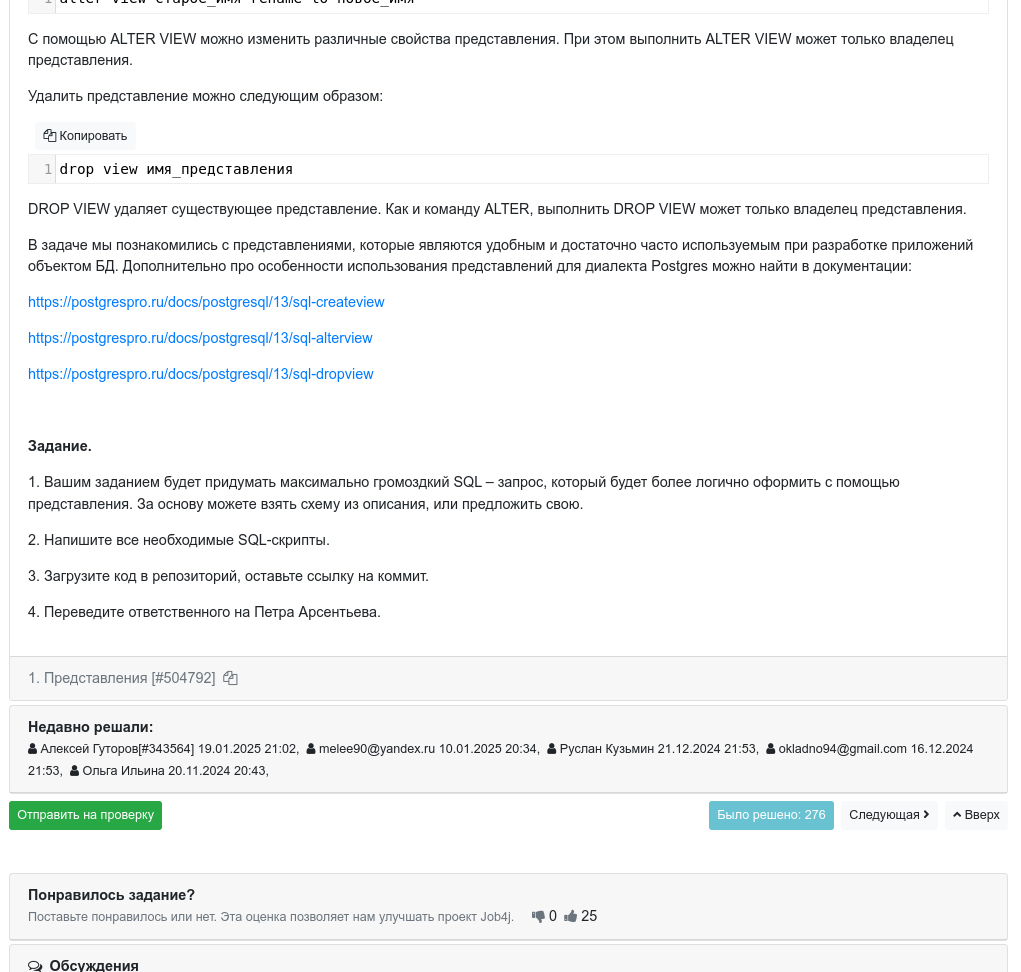 1 alter view старое_имя rename to новое_имя
С помощью ALTER VIEW можно изменить различные свойства представления. При этом выполнить ALTER VIEW может только владелец
представления.
Удалить представление можно следующим образом:
Копировать
1 drop view имя_представления
DROP VIEW удаляет существующее представление. Как и команду ALTER, выполнить DROP VIEW может только владелец представления.
В задаче мы познакомились с представлениями, которые являются удобным и достаточно часто используемым при разработке приложений
объектом БД. Дополнительно про особенности использования представлений для диалекта Postgres можно найти в документации:
https://postgrespro.ru/docs/postgresql/13/sql-createview
https://postgrespro.ru/docs/postgresql/13/sql-alterview
https://postgrespro.ru/docs/postgresql/13/sql-dropview
Задание.
1. Вашим заданием будет придумать максимально громоздкий SQL – запрос, который будет более логично оформить с помощью
представления. За основу можете взять схему из описания, или предложить свою.
2. Напишите все необходимые SQL-скрипты.
3. Загрузите код в репозиторий, оставьте ссылку на коммит.
4. Переведите ответственного на Петра Арсентьева.
1. Представления [#504792]
Недавно решали:
Алексей Гуторов[#343564] 19.01.2025 21:02, melee90@yandex.ru 10.01.2025 20:34, Руслан Кузьмин 21.12.2024 21:53, okladno94@gmail.com 16.12.2024
21:53, Ольга Ильина 20.11.2024 20:43,
Отправить на проверку Было решено: 276 Следующая Вверх
Понравилось задание?
Поставьте понравилось или нет. Эта оценка позволяет нам улучшать проект Job4j. 0 25
Обсуждения